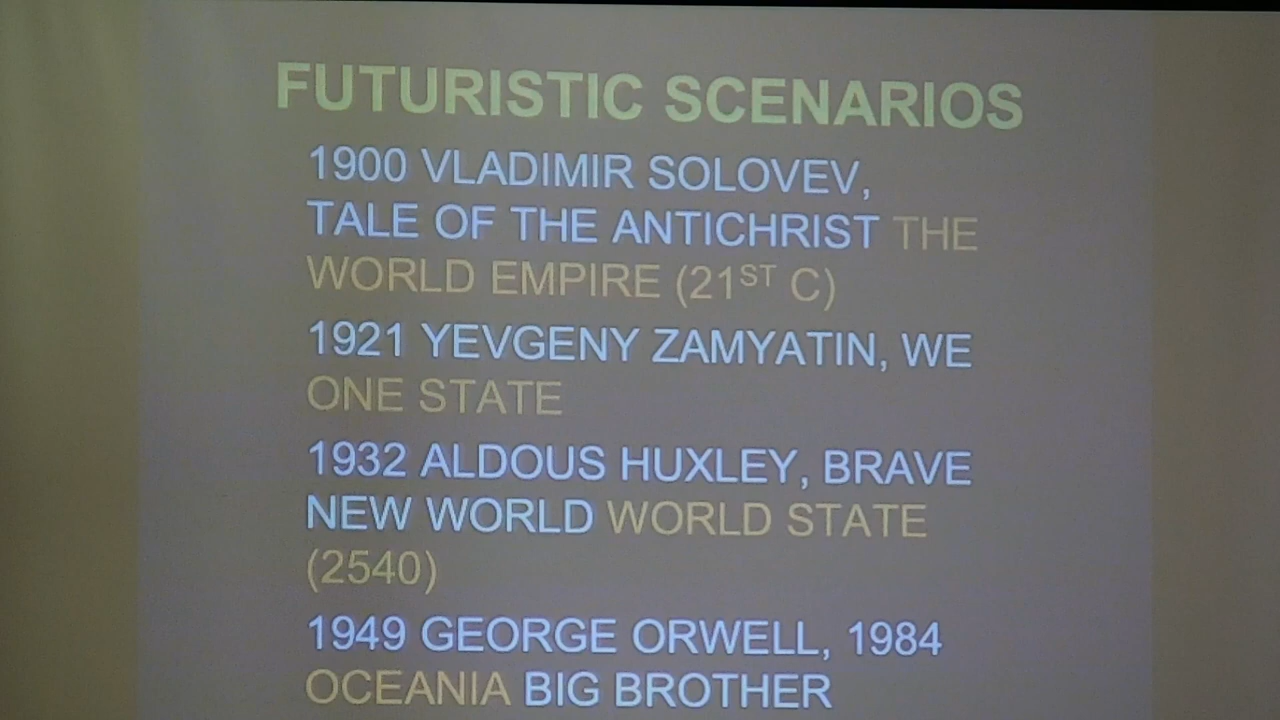 FUTURISTIC SCENARIOS
1900 VLADIMIR SOLOVEV,
TALE OF THE ANTICHRIST THE
WORLD EMPIRE (21ST C)
1921 YEVGENY ZAMYATIN, WE
ONE STATE
1932 ALDOUS HUXLEY, BRAVE
NEW WORLD WORLD STATE
(2540)
1949 GEORGE ORWELL, 1984
OCEANIA BIG BROTHER